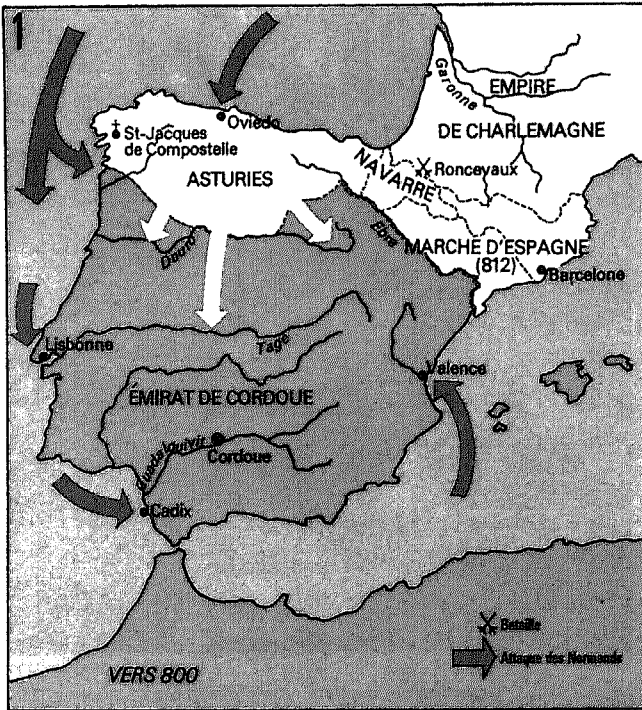 1
Garonne
EMPIRE
DE CHARLEMAGNE
Oviedo
St-Jacques
de Compostelle
ASTURIES
NAVARRE
Roncevaux
Ebre
MARCHE D'ESPAGNE
(812)
Barcelone
Douro
Lisbonne
Tage
Valence
ÉMIRAT DE CORDOUE
Guadalquivir
Cordoue
Cadix
VERS 800
Bataille
Attaque des Normands